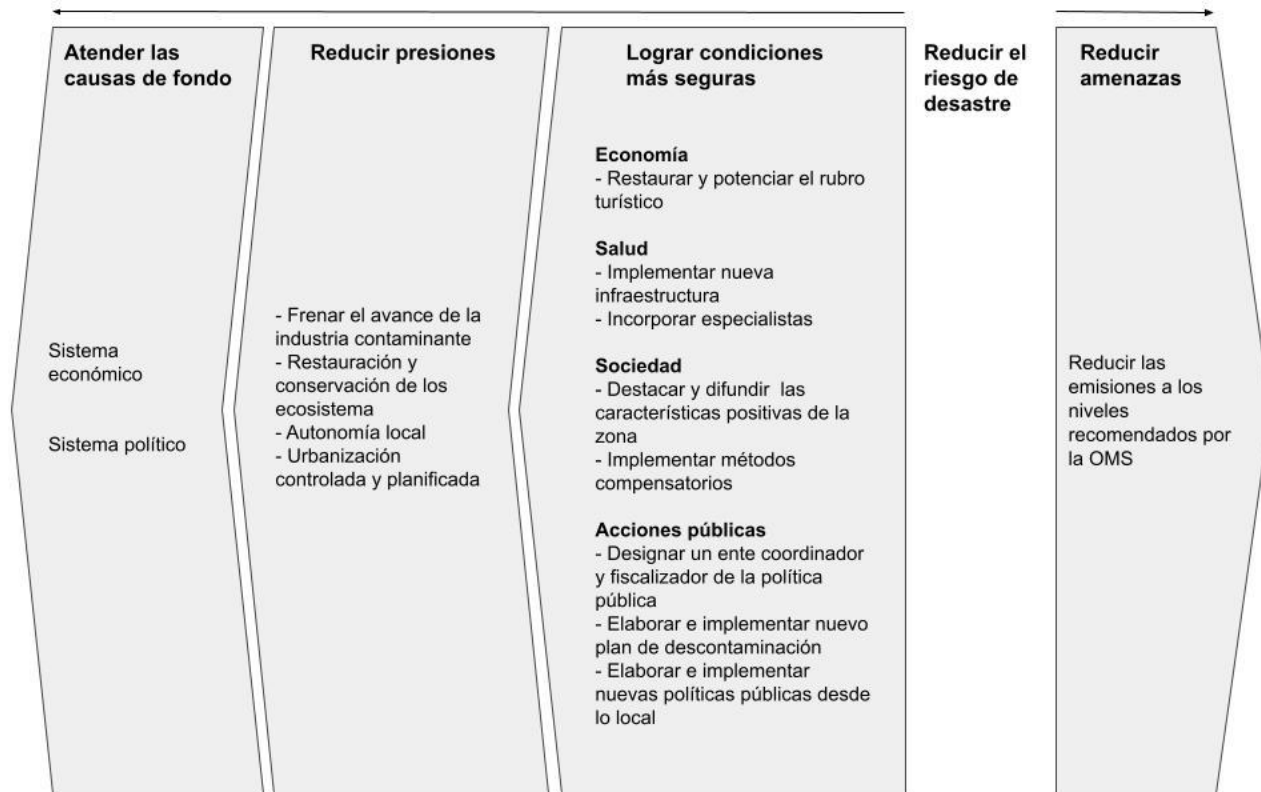 Atender las
causas de fondo
Sistema
económico
Sistema político
Reducir presiones
- Frenar el avance de la
industria contaminante
- Restauración y
conservación de los
ecosistema
- Autonomía local
- Urbanización
controlada y planificada
Lograr condiciones
más seguras
Economía
- Restaurar y potenciar el rubro
turístico
Salud
- Implementar nueva
infraestructura
- Incorporar especialistas
Sociedad
- Destacar y difundir las
características positivas de la
zona
- Implementar métodos
compensatorios
Acciones públicas
- Designar un ente coordinador
y fiscalizador de la política
pública
- Elaborar e implementar nuevo
plan de descontaminación
- Elaborar e implementar
nuevas políticas públicas desde
lo local
Reducir el
riesgo de
desastre
Reducir
amenazas
Reducir las
emisiones a los
niveles
recomendados por
la OMS